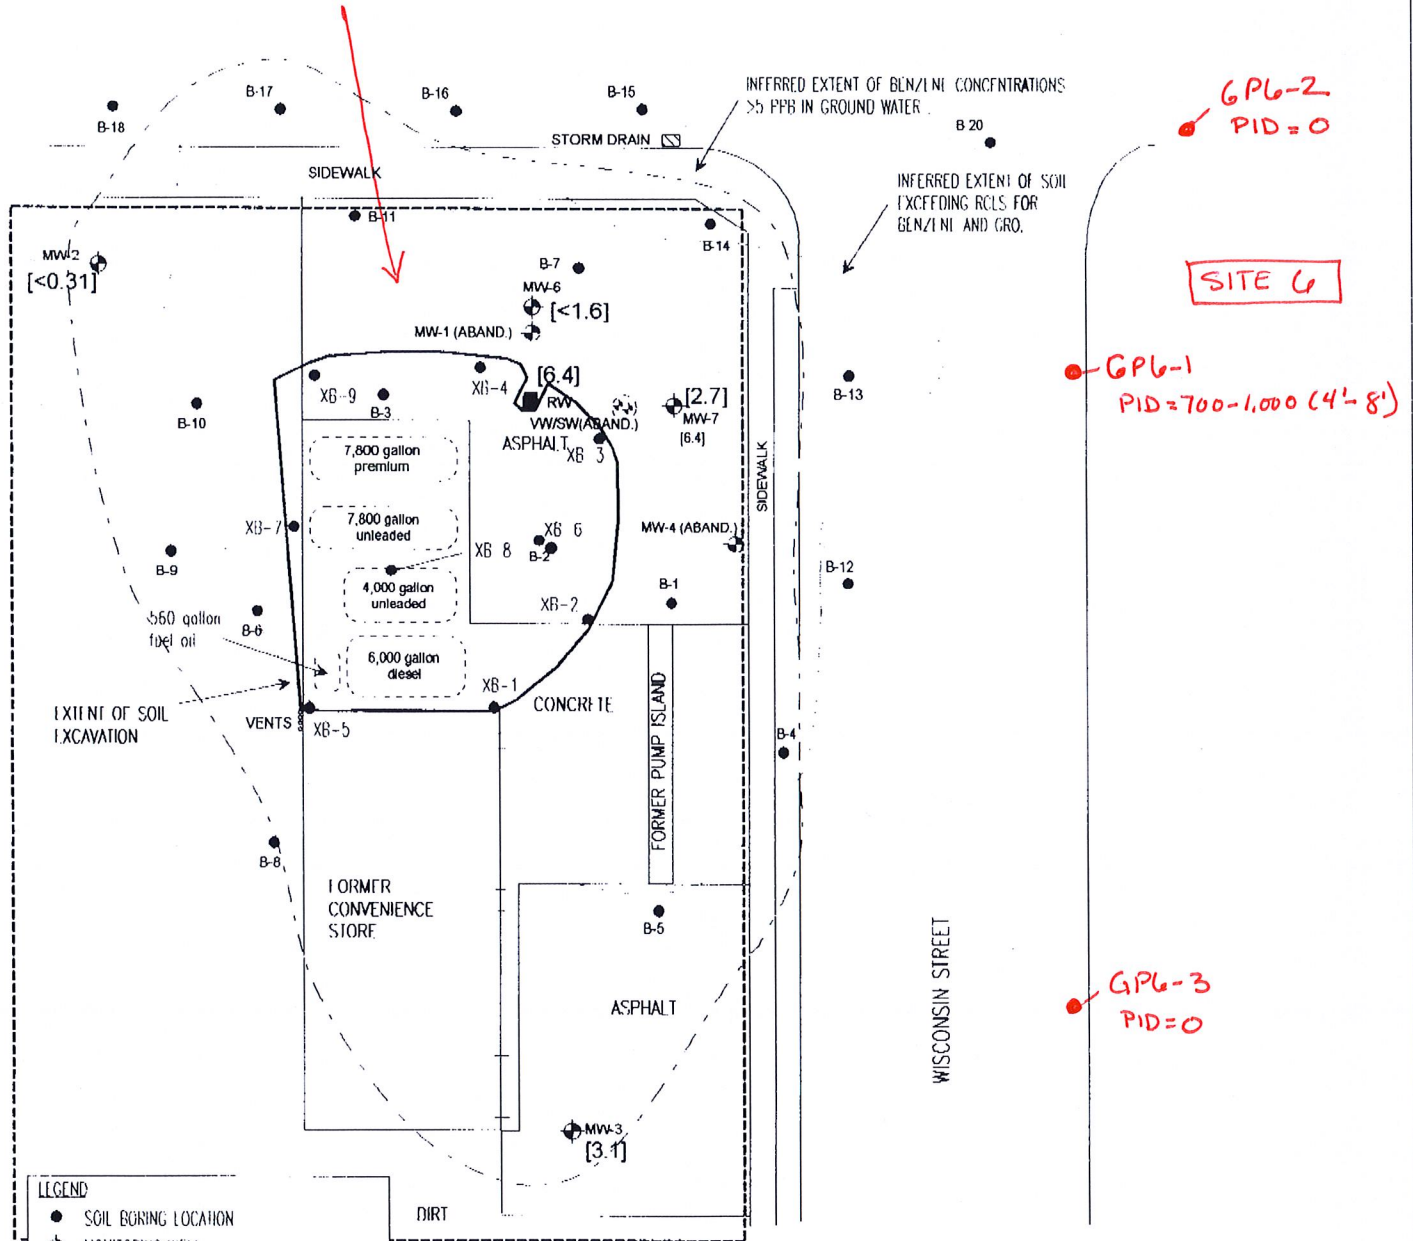 B-18
B-17
B-16
B-15
STORM DRAIN
INFERRED EXTENT OF BENZENE CONCENTRATIONS
>5 PPB IN GROUND WATER
B 20
GP6-2
PID = 0
SIDEWALK
INFERRED EXTENT OF SOIL
EXCEEDING RCLS FOR
BENZENE AND GRO.
B-11
B-14
MW-2
[<0.31]
B-7
MW-6
[<1.6]
MW-1 (ABAND.)
SITE 6
[6.4]
XB-9
B-3
XB-4
RW
[2.7]
MW-7
[6.4]
VW/SW(ABAND.)
ASPHALT
XB 3
B-10
B-13
GP6-1
PID = 700-1,000 (4'-8')
7,800 gallon
premium
SIDEWALK
XB-7
7,800 gallon
unleaded
XB 8
XB 6
B-2
MW-4 (ABAND.)
B-9
4,000 gallon
unleaded
XB-2
B-1
B-12
560 gallon
fuel oil
B-6
6,000 gallon
diesel
XB-1
EXTENT OF SOIL
EXCAVATION
VENTS
XB-5
CONCRETE
FORMER PUMP ISLAND
B-4
B-8
FORMER
CONVENIENCE
STORE
B-5
ASPHALT
WISCONSIN STREET
GP6-3
PID=0
MW-3
[3.1]
LEGEND
SOIL BORING LOCATION
DIRT